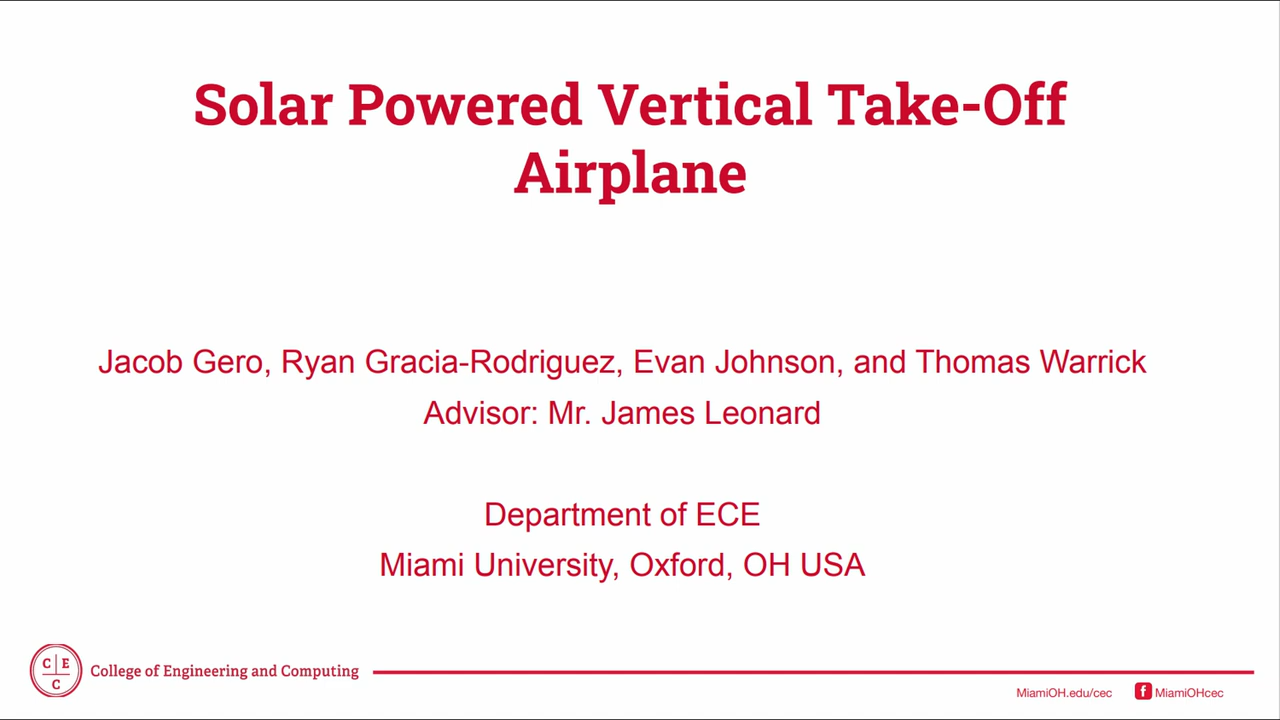 Solar Powered Vertical Take-Off
Airplane
Jacob Gero, Ryan Gracia-Rodriguez, Evan Johnson, and Thomas Warrick
Advisor: Mr. James Leonard
Department of ECE
Miami University, Oxford, OH USA
C E
C
College of Engineering and Computing
MiamiOH.edu/cec
f MiamiOHcec